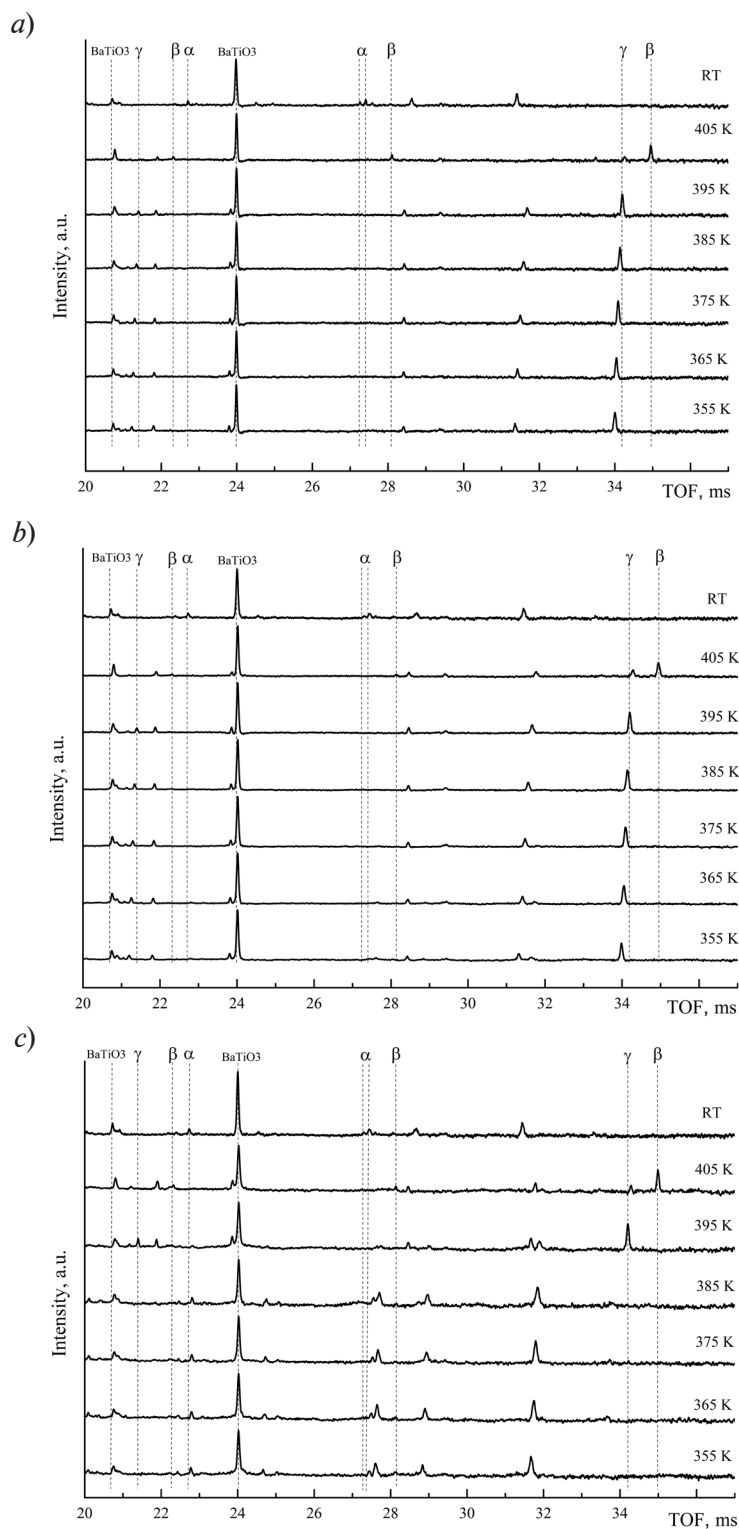 a)
BaTiO3 γ β α BaTiO3 α β γ β
RT
405 K
395 K
385 K
375 K
365 K
355 K
Intensity, a.u.
20 22 24 26 28 30 32 34
TOF, ms
b)
BaTiO3 γ β α BaTiO3 α β γ β
RT
405 K
395 K
385 K
375 K
365 K
355 K
Intensity, a.u.
20 22 24 26 28 30 32 34
TOF, ms
c)
BaTiO3 γ β α BaTiO3 α β γ β
RT
405 K
395 K
385 K
375 K
365 K
355 K
Intensity, a.u.
20 22 24 26 28 30 32 34
TOF, ms